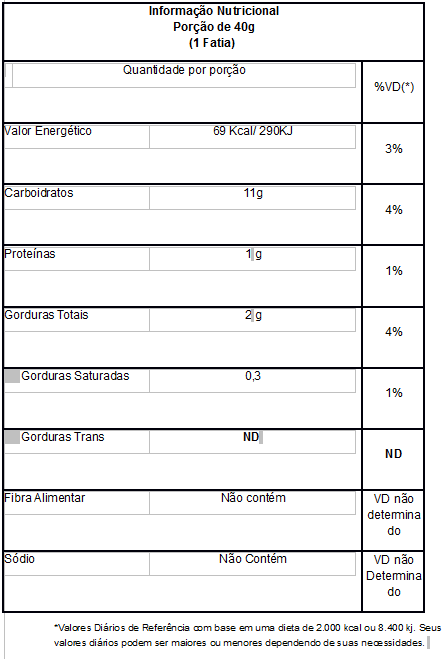 Informação Nutricional
Porção de 40g
(1 Fatia)
Quantidade por porção
%VD(*)
Valor Energético 69 Kcal/ 290KJ
3%
Carboidratos 11g
4%
Proteínas 1 g
1%
Gorduras Totais 2 g
4%
Gorduras Saturadas 0,3
1%
Gorduras Trans ND
ND
Fibra Alimentar Não contém
VD não
determina
do
Sódio Não Contém
VD não
Determina
do
*Valores Diários de Referência com base em uma dieta de 2.000 kcal ou 8.400 kj. Seus
valores diários podem ser maiores ou menores dependendo de suas necessidades.